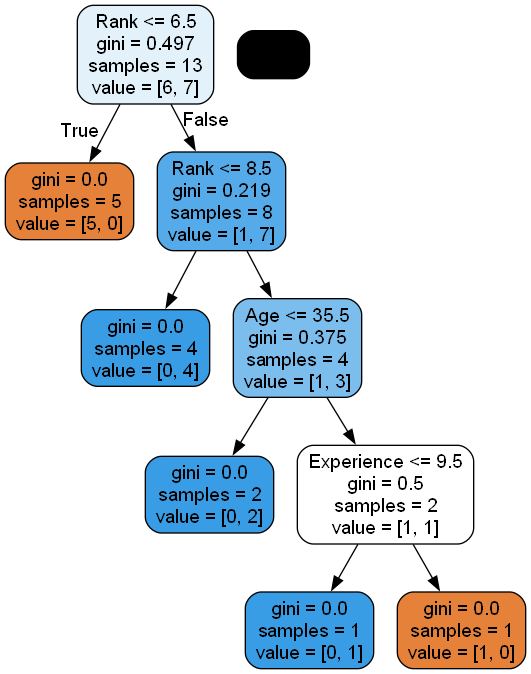 Rank <= 6.5
gini = 0.497
samples = 13
value = [6, 7]
True
False
gini = 0.0
samples = 5
value = [5, 0]
Rank <= 8.5
gini = 0.219
samples = 8
value = [1, 7]
gini = 0.0
samples = 4
value = [0, 4]
Age <= 35.5
gini = 0.375
samples = 4
value = [1, 3]
gini = 0.0
samples = 2
value = [0, 2]
Experience <= 9.5
gini = 0.5
samples = 2
value = [1, 1]
gini = 0.0
samples = 1
value = [0, 1]
gini = 0.0
samples = 1
value = [1, 0]